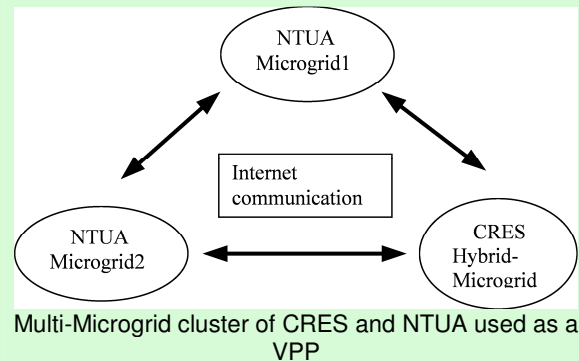 NTUA
Microgrid1
Internet
communication
NTUA
Microgrid2
CRES
Hybrid-
Microgrid
Multi-Microgrid cluster of CRES and NTUA used as a
VPP